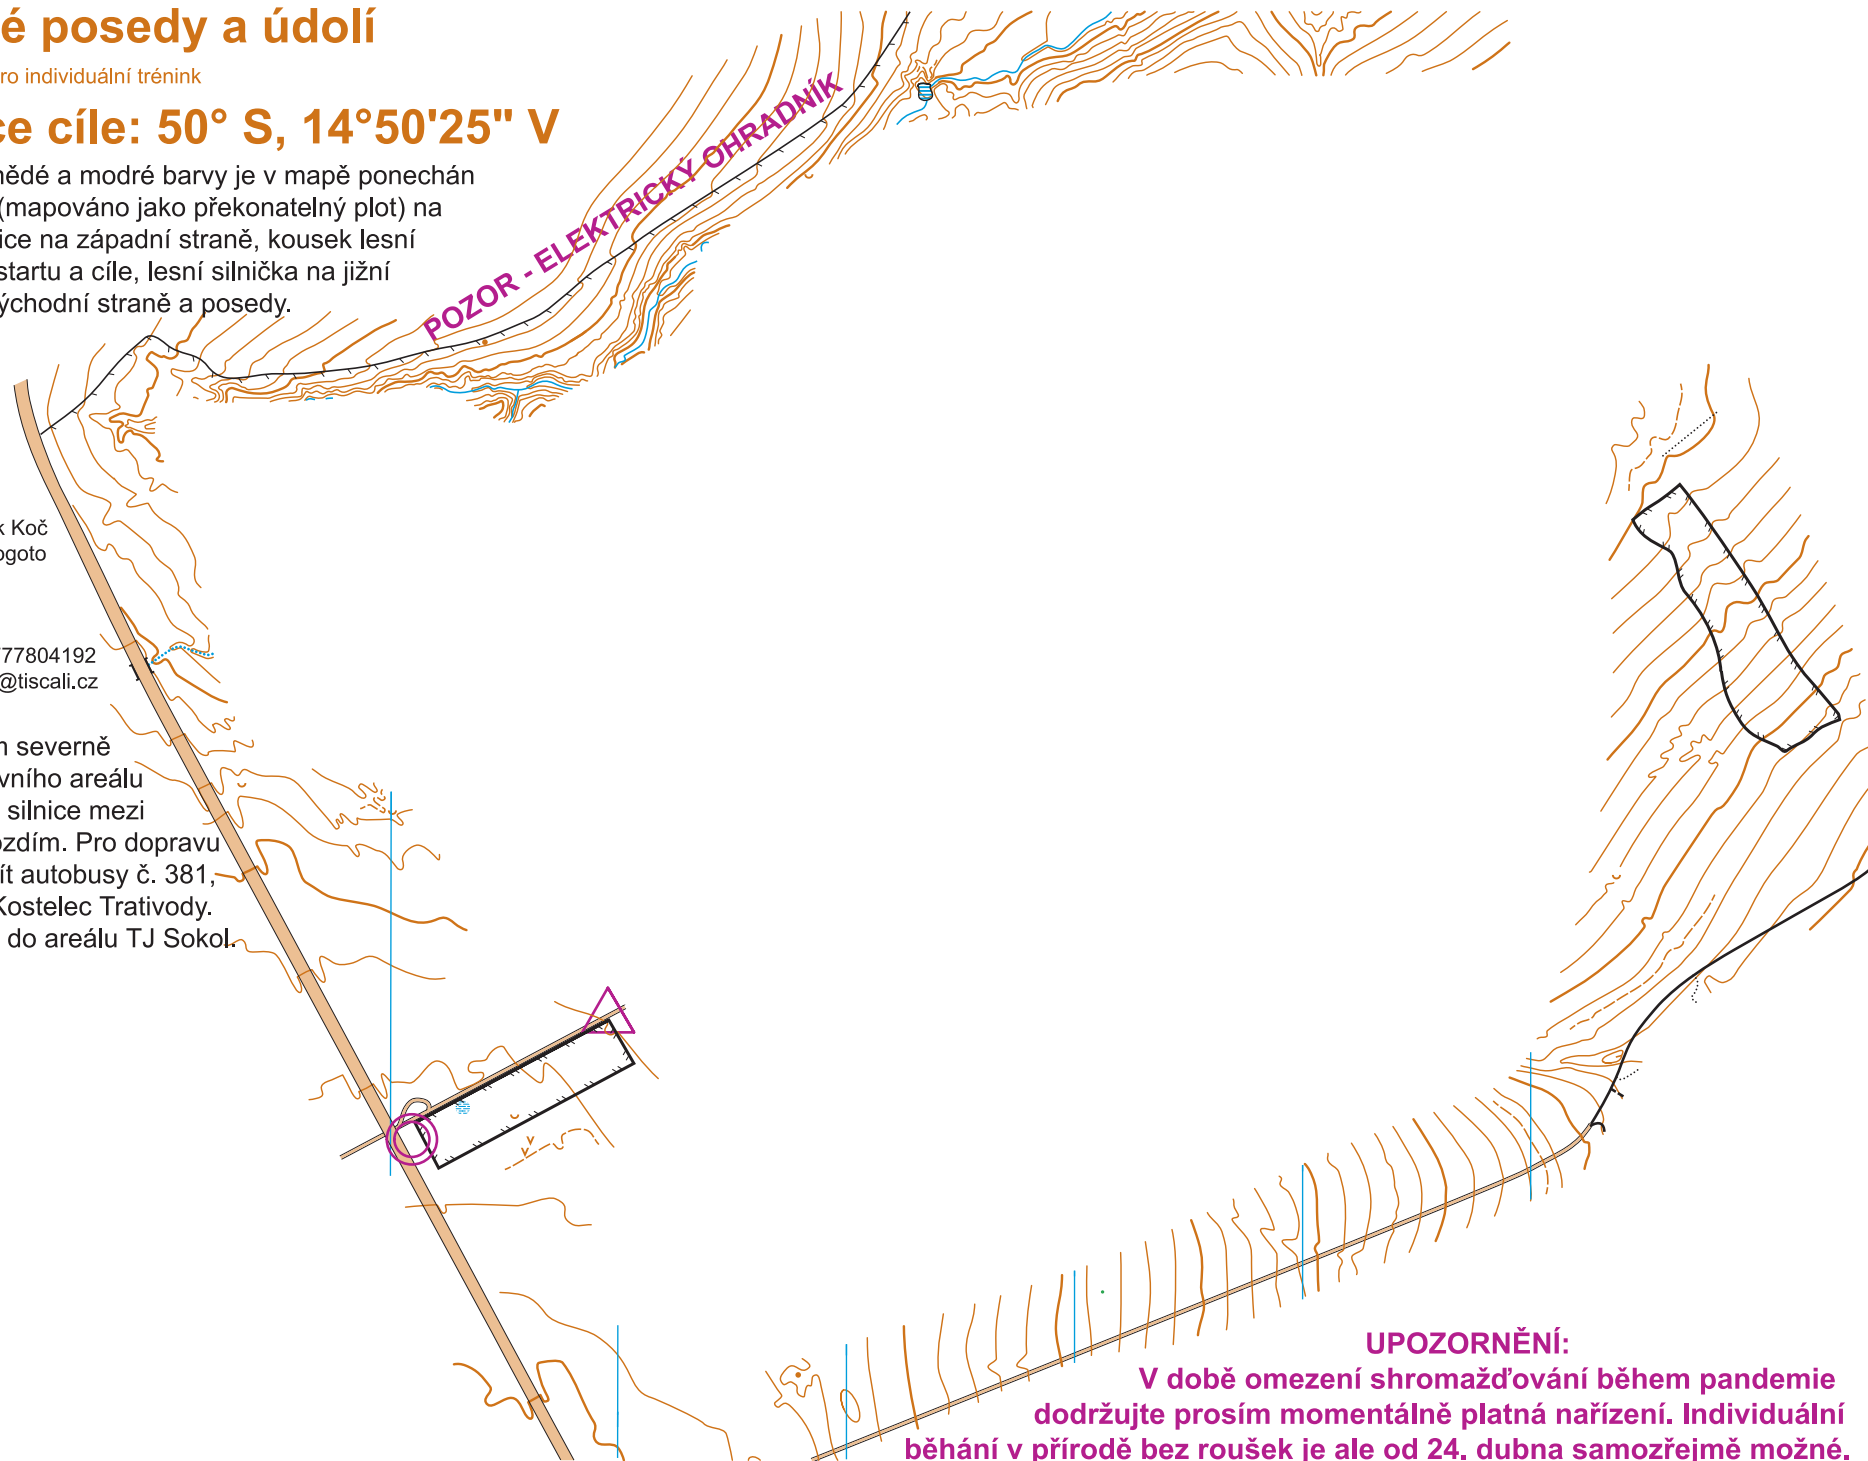 é posedy a údolí
ro individuální trénink
ce cíle: 50° S, 14°50'25" V
nědé a modré barvy je v mapě ponechán
(mapováno jako překonatelný plot) na
ice na západní straně, kousek lesní
startu a cíle, lesní silnička na jižní
ýchodní straně a posedy.
POZOR - ELEKTRICKÝ OHRADNÍK
k Koč
ogoto
777804192
@tiscali.cz
n severně
vního areálu
silnice mezi
ozdím. Pro dopravu
ít autobusy č. 381,
Kostelec Trativody.
do areálu TJ Sokol.
UPOZORNĚNÍ:
V době omezení shromažďování během pandemie
dodržujte prosím momentálně platná nařízení. Individuální
běhání v přírodě bez roušek je ale od 24. dubna samozřejmě možné.